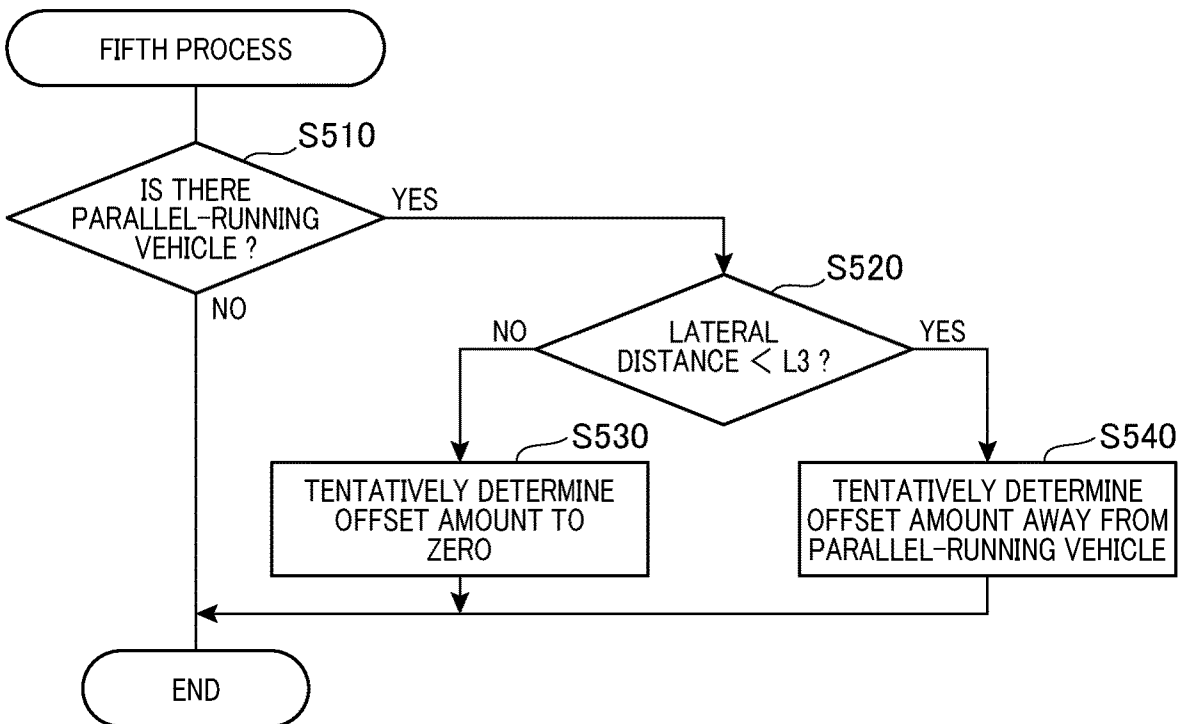 FIFTH PROCESS
S510
IS THERE
PARALLEL-RUNNING
VEHICLE ?
YES
NO
S520
LATERAL
DISTANCE < L3 ?
NO
YES
S530
TENTATIVELY DETERMINE
OFFSET AMOUNT TO
ZERO
S540
TENTATIVELY DETERMINE
OFFSET AMOUNT AWAY FROM
PARALLEL-RUNNING VEHICLE
END